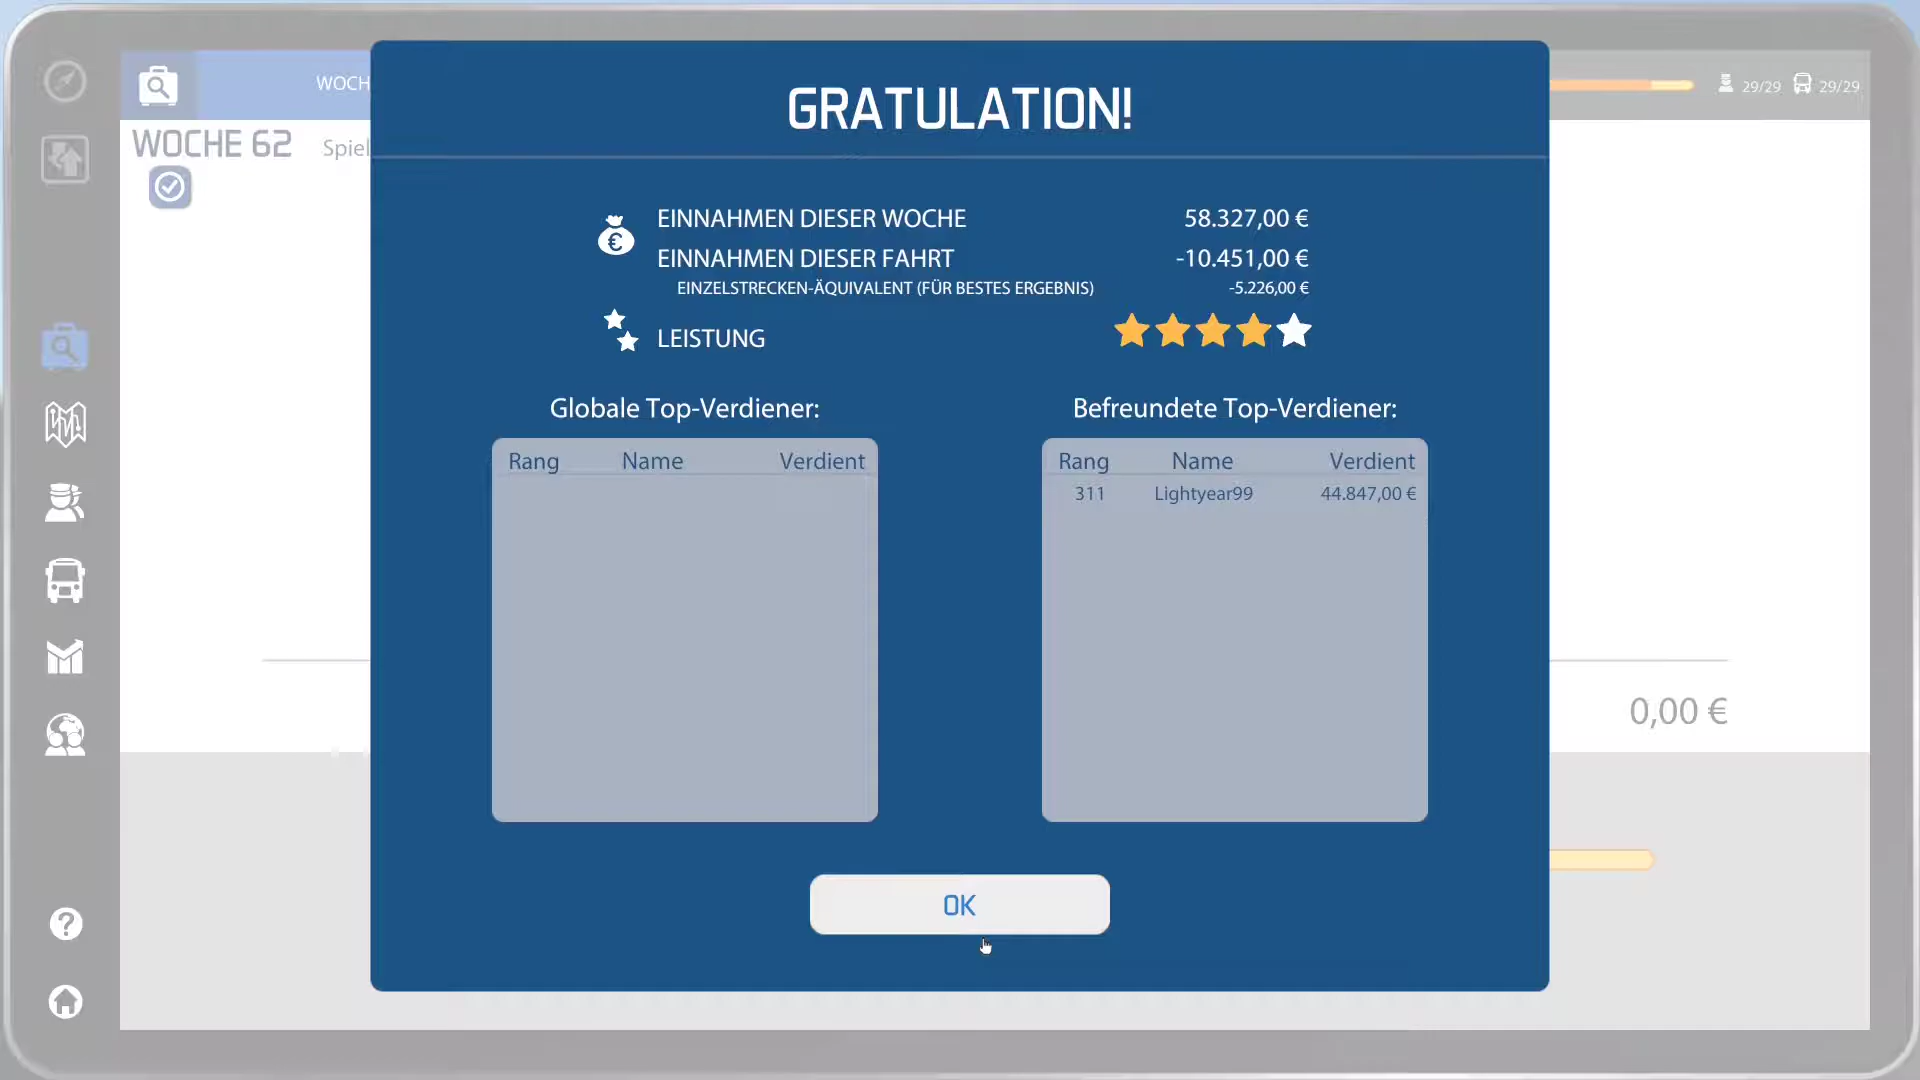 WOCH
29/29
29/29
WOCHE 62
Spiel
GRATULATION!
EINNAHMEN DIESER WOCHE 58.327,00 €
EINNAHMEN DIESER FAHRT -10.451,00 €
EINZELSTRECKEN-ÄQUIVALENT (FÜR BESTES ERGEBNIS) -5.226,00 €
LEISTUNG
Globale Top-Verdiener:
Rang Name Verdient
Befreundete Top-Verdiener:
Rang Name Verdient
311 Lightyear99 44.847,00 €
0,00 €
OK